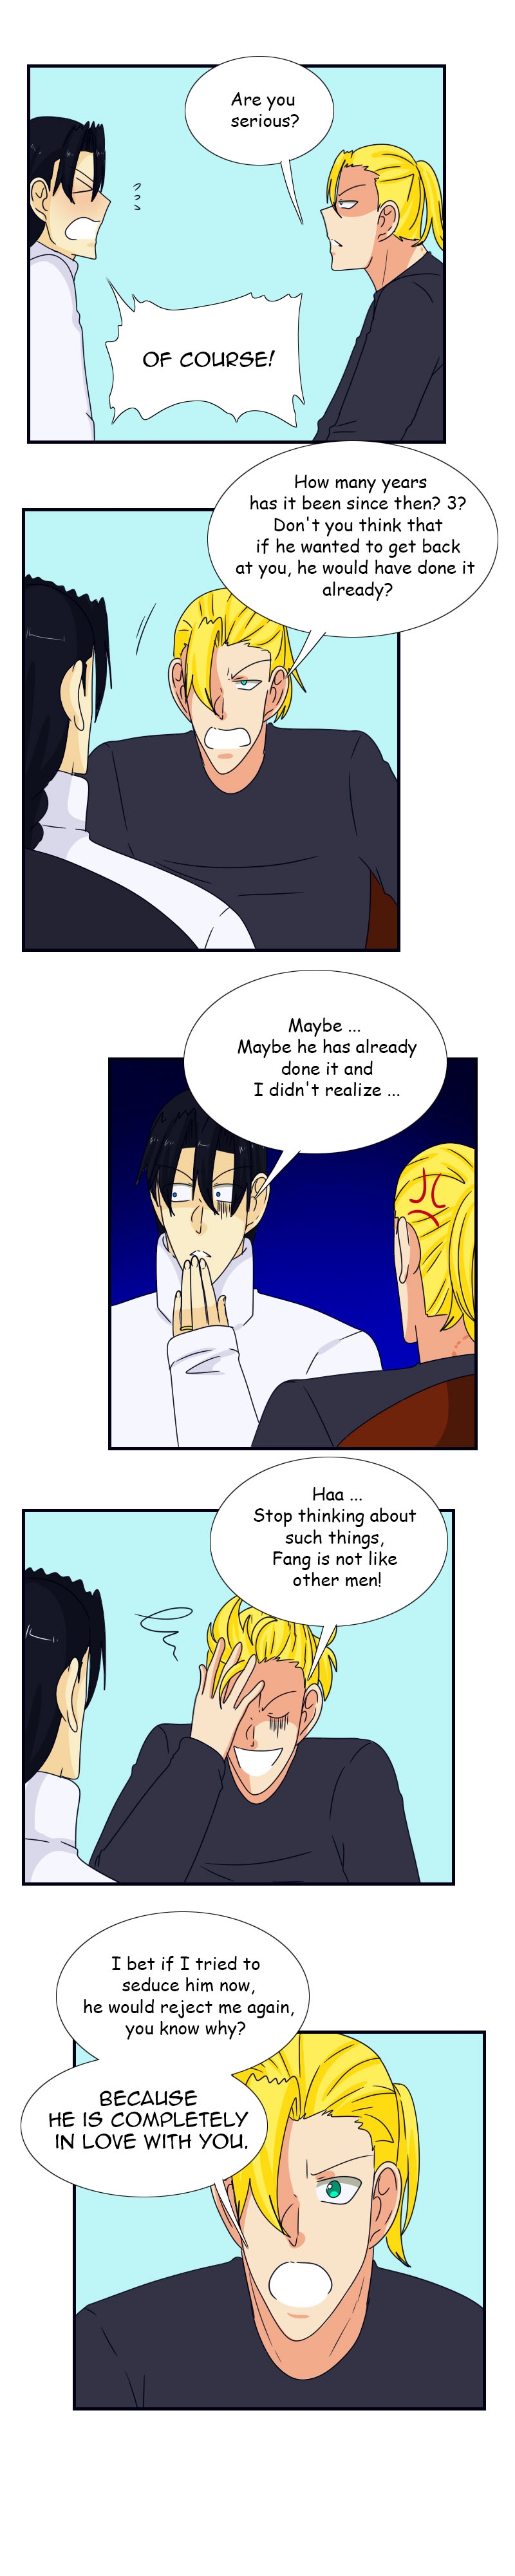 Are you
serious?
OF COURSE!
How many years
has it been since then? 3?
Don't you think that
if he wanted to get back
at you, he would have done it
already?
Maybe ...
Maybe he has already
done it and
I didn't realize ...
Haa ...
Stop thinking about
such things,
Fang is not like
other men!
I bet if I tried to
seduce him now,
he would reject me again,
you know why?
BECAUSE
HE IS COMPLETELY
IN LOVE WITH YOU.